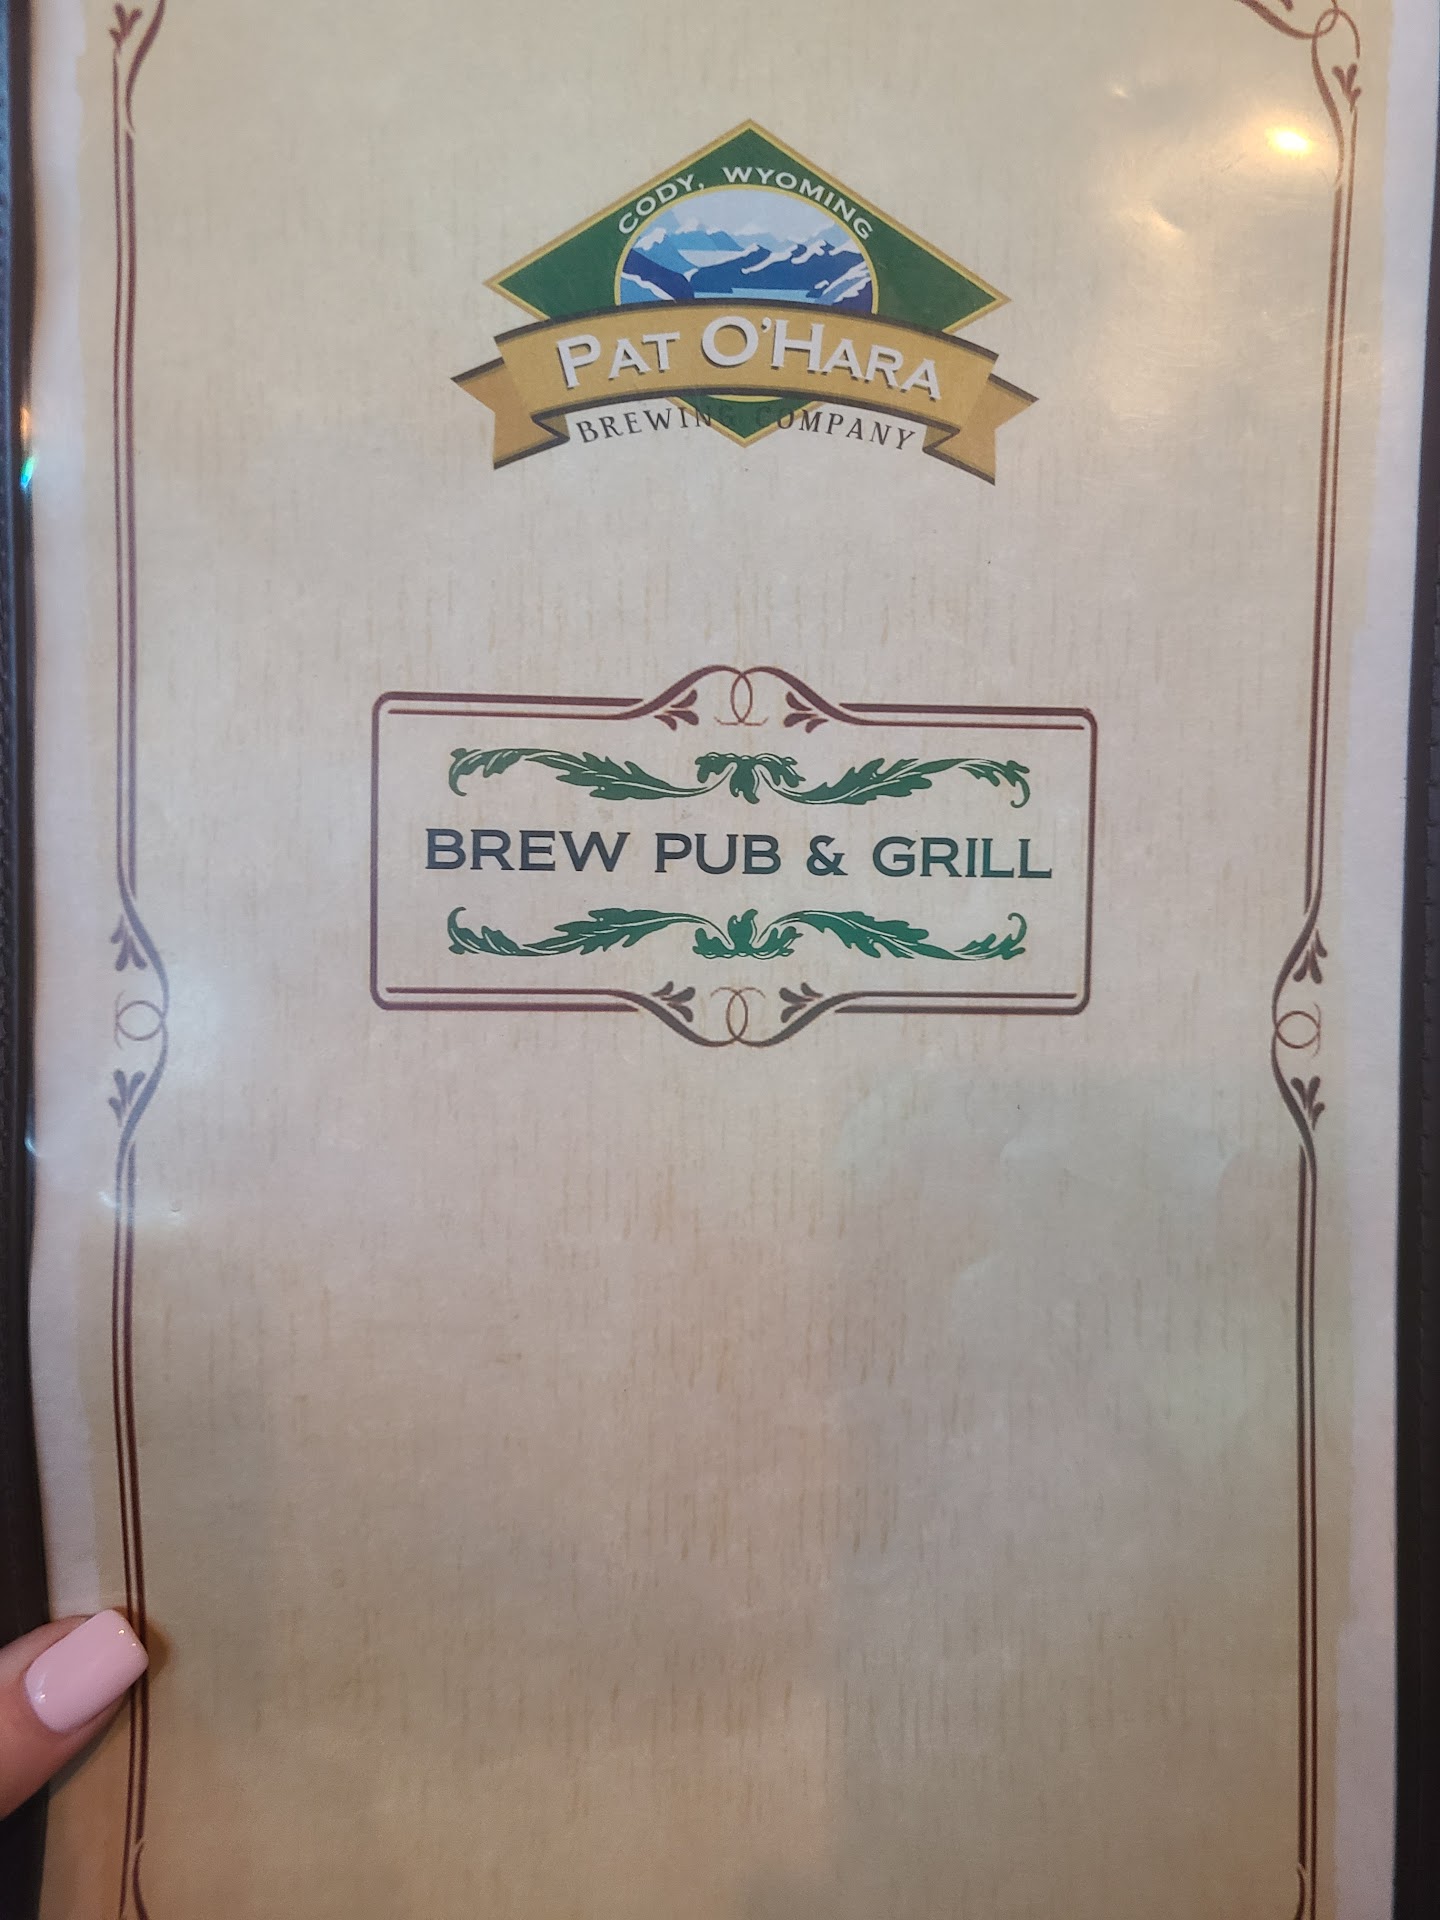 CODY, WYOMING
PAT O'HARA
BREWING COMPANY
BREW PUB & GRILL